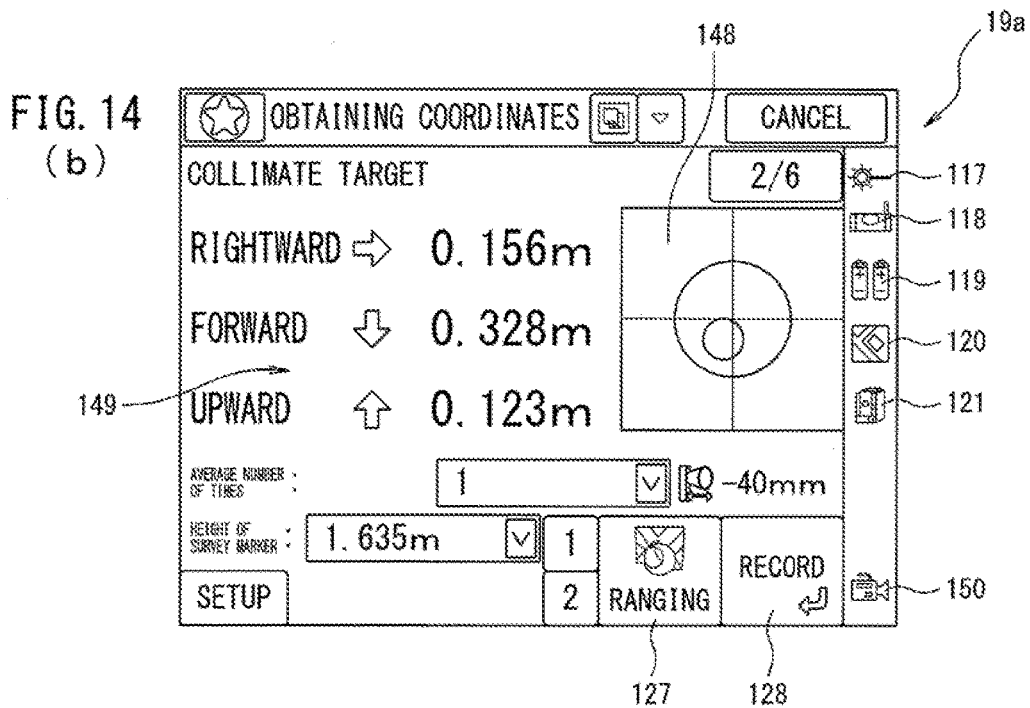 148
19a
FIG. 14
(b)
OBTAINING COORDINATES
CANCEL
COLLIMATE TARGET
2/6
117
118
RIGHTWARD ⇨ 0. 156m
119
FORWARD ⇩ 0. 328m
120
149
UPWARD ⇧ 0. 123m
121
AVERAGE NUMBER :
OF TIMES :
1
-40mm
HEIGHT OF :
SURVEY MARKER :
1. 635m
1
RANGING
RECORD
150
SETUP
2
127
128